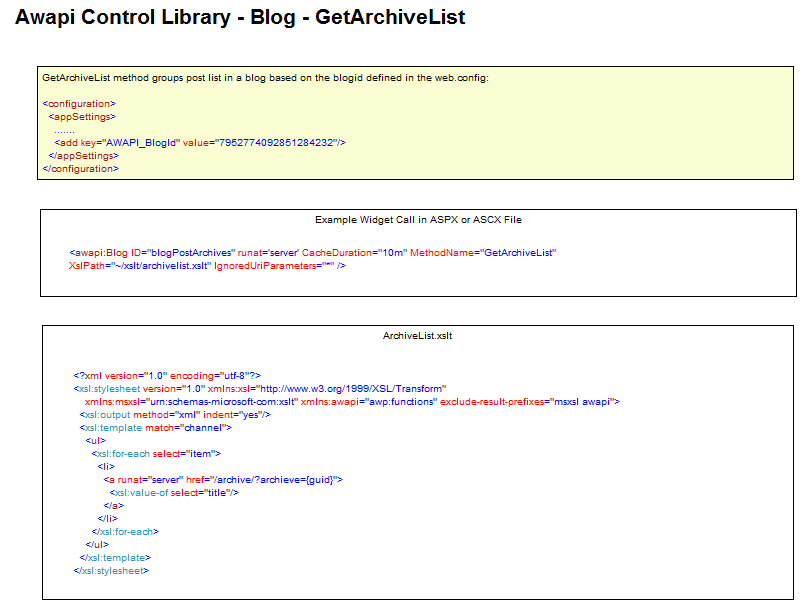 Awapi Control Library - Blog - GetArchiveList
GetArchiveList method groups post list in a blog based on the blogid defined in the web.config:
<configuration>
<appSettings>
.......
<add key="AWAPI_BlogId" value="7952774092851284232"/>
</appSettings>
</configuration>
Example Widget Call in ASPX or ASCX File
<awapi:Blog ID="blogPostArchives" runat='server' CacheDuration="10m" MethodName="GetArchiveList"
XslPath="~/xslt/archivelist.xslt" IgnoredUriParameters="*" />
ArchiveList.xslt
<?xml version="1.0" encoding="utf-8"?>
<xsl:stylesheet version="1.0" xmlns:xsl="http://www.w3.org/1999/XSL/Transform"
xmlns:msxsl="urn:schemas-microsoft-com:xslt" xmlns:awapi="awp:functions" exclude-result-prefixes="msxsl awapi">
<xsl:output method="xml" indent="yes"/>
<xsl:template match="channel">
<ul>
<xsl:for-each select="item">
<li>
<a runat="server" href="/archive/?archieve={guid}">
<xsl:value-of select="title"/>
</a>
</li>
</xsl:for-each>
</ul>
</xsl:template>
</xsl:stylesheet>